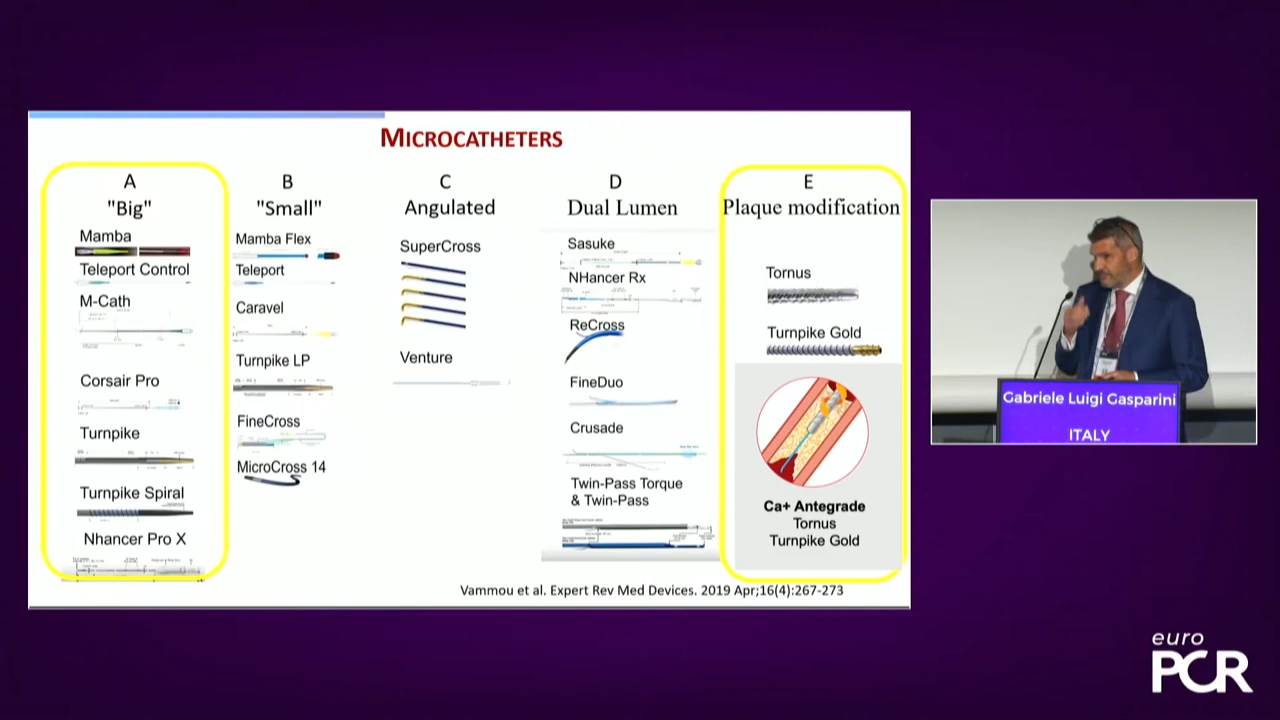 MICROCATHETERS
A
"Big"
Mamba
Teleport Control
M-Cath
Corsair Pro
Turnpike
Turnpike Spiral
Nhancer Pro X
B
"Small"
Mamba Flex
Teleport
Caravel
Turnpike LP
FineCross
MicroCross 14
C
Angulated
SuperCross
Venture
D
Dual Lumen
Sasuke
NHancer Rx
ReCross
FineDuo
Crusade
Twin-Pass Torque
& Twin-Pass
E
Plaque modification
Tornus
Turnpike Gold
Ca+ Antegrade
Tornus
Turnpike Gold
Vammou et al. Expert Rev Med Devices. 2019 Apr;16(4):267-273
Gabriele Luigi Gasparini
ITALY
euro
PCR